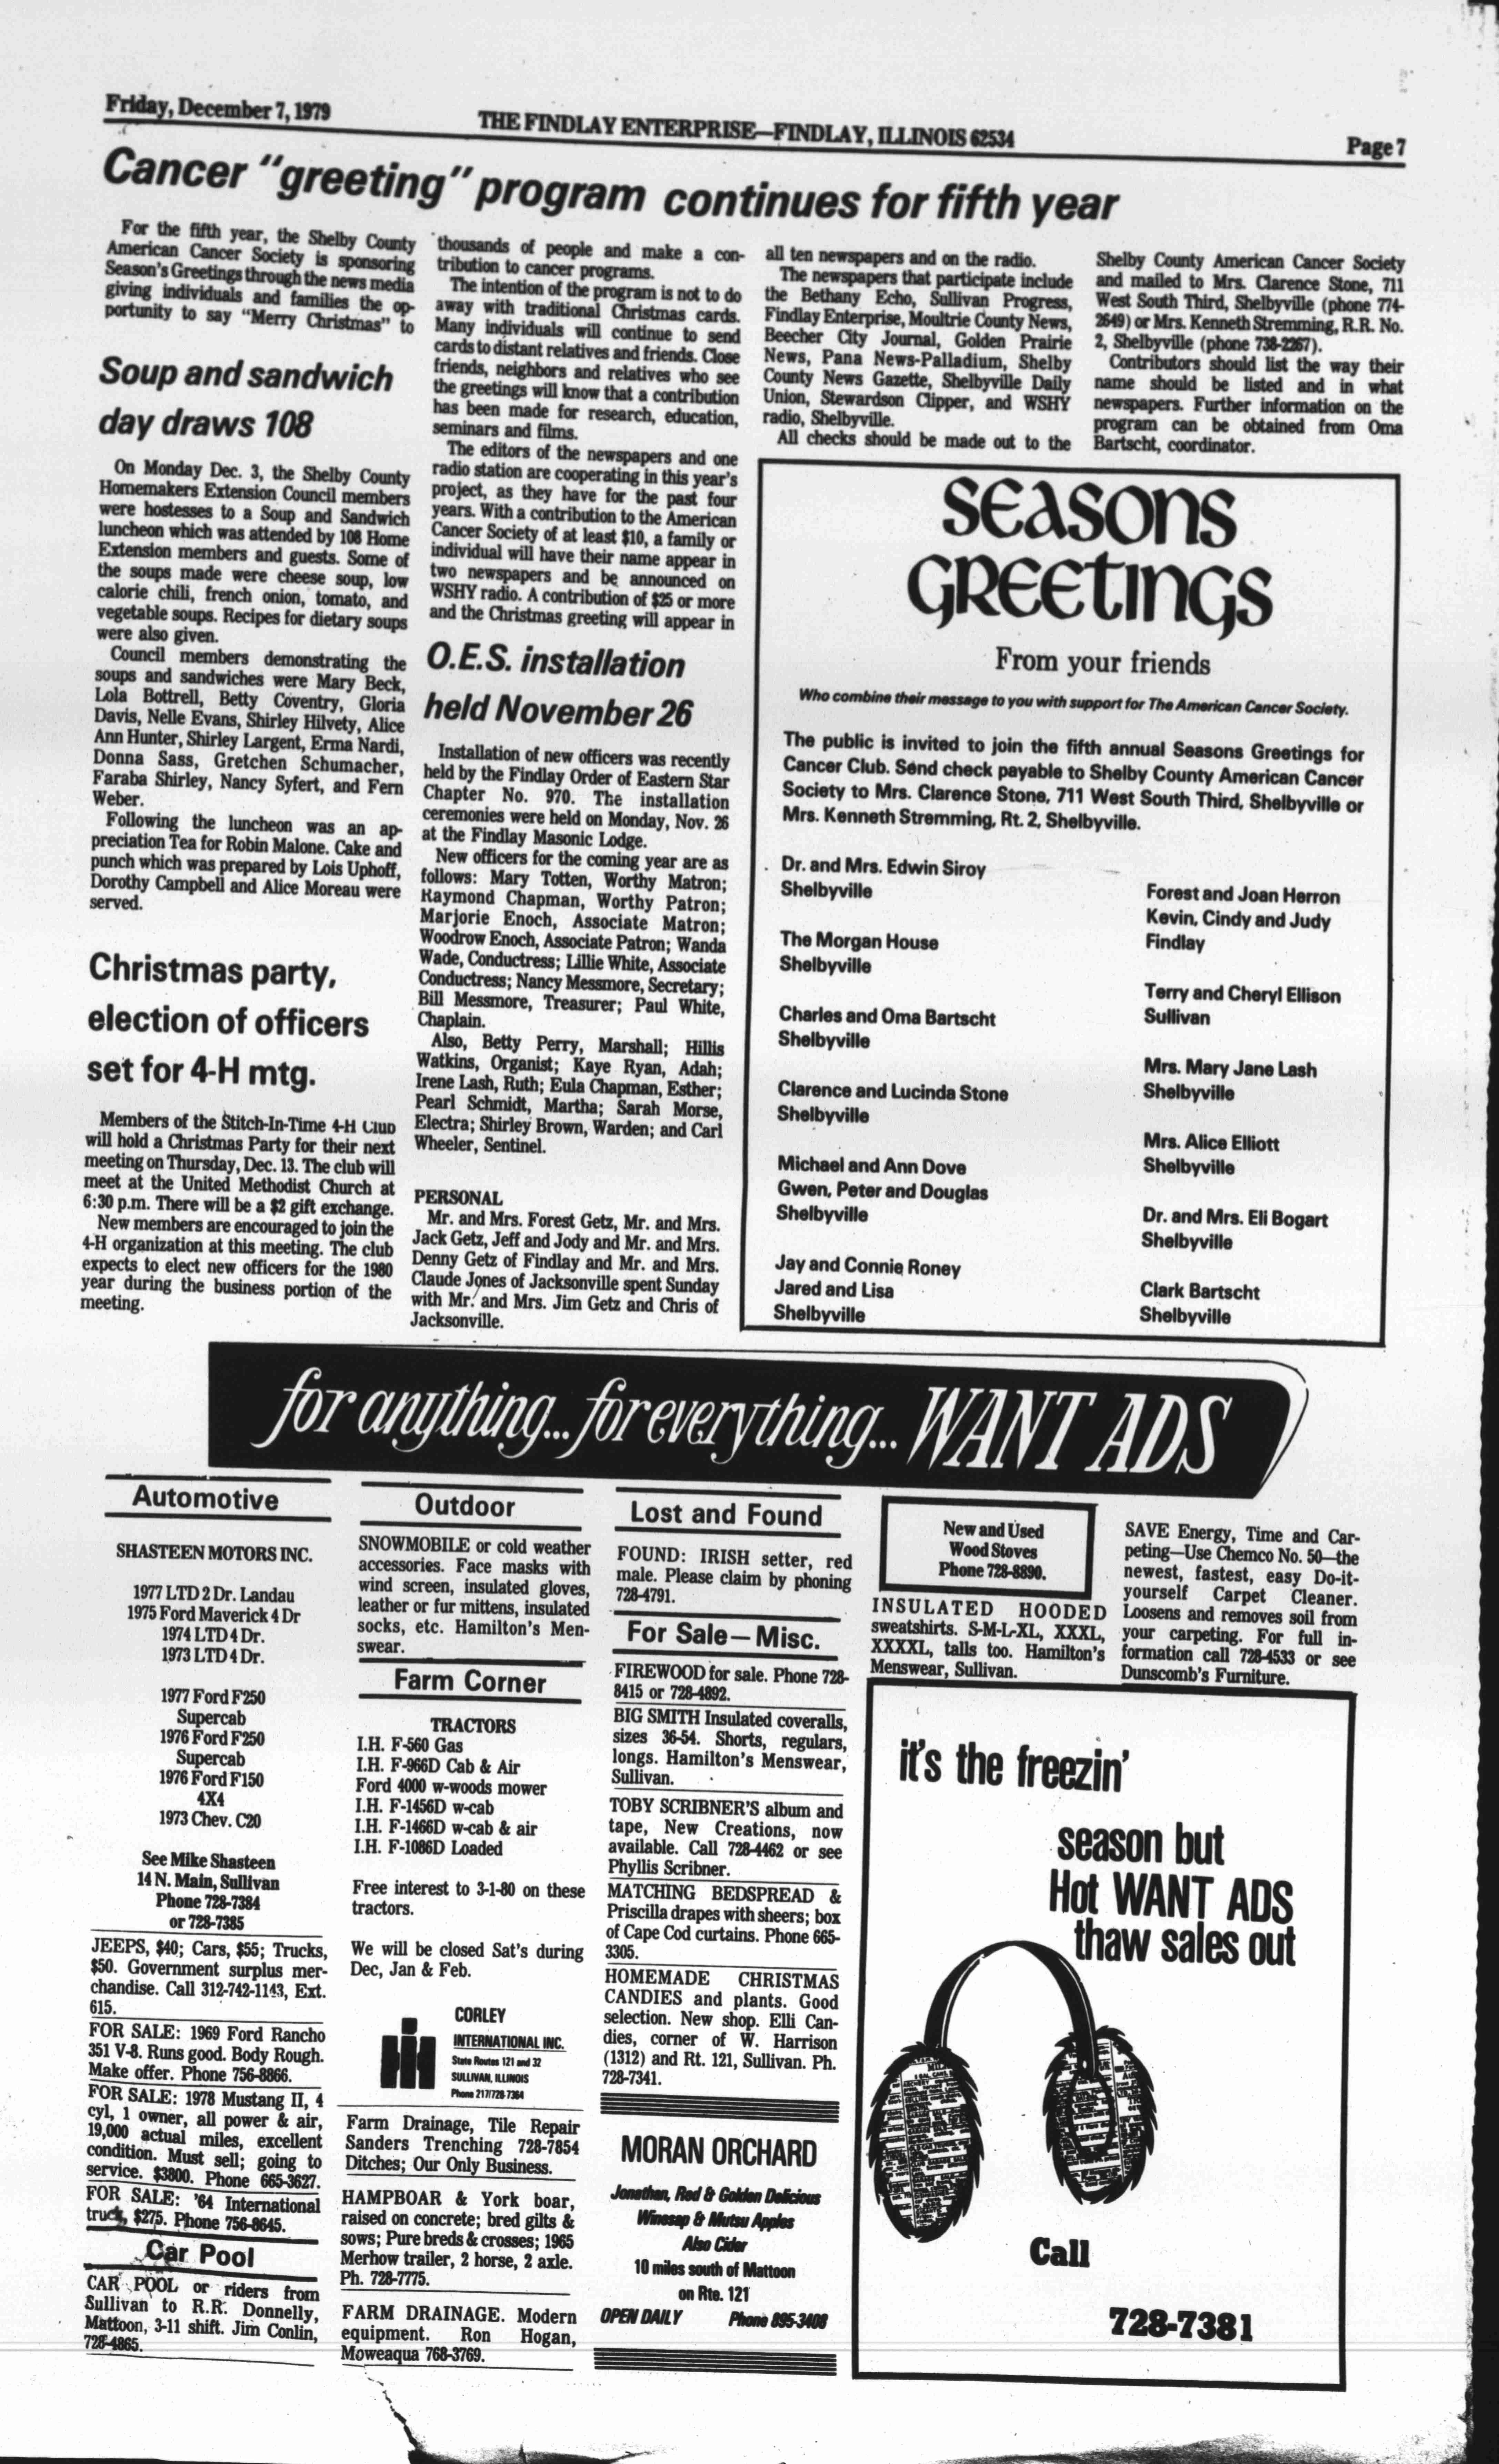 Friday, December 7, 1979
THE FINDLAY ENTERPRISE—FINDLAY, ILLINOIS 62534
Page 7
Cancer "greeting" program continues for fifth year
For the fifth year, the Shelby County
American Cancer Society is sponsoring
Season's Greetings through the news media
giving individuals and families the op-
portunity to say "Merry Christmas" to
thousands of people and make a con-
tribution to cancer programs.
The intention of the program is not to do
away with traditional Christmas cards.
Many individuals will continue to send
cards to distant relatives and friends. Close
friends, neighbors and relatives who see
the greetings will know that a contribution
has been made for research, education,
seminars and films.
The editors of the newspapers and one
radio station are cooperating in this year's
project, as they have for the past four
years. With a contribution to the American
Cancer Society of at least $10, a family or
individual will have their name appear in
two newspapers and be announced on
WSHY radio. A contribution of $25 or more
and the Christmas greeting will appear in
all ten newspapers and on the radio.
The newspapers that participate include
the Bethany Echo, Sullivan Progress,
Findlay Enterprise, Moultrie County News,
Beecher City Journal, Golden Prairie
News, Pana News-Palladium, Shelby
County News Gazette, Shelbyville Daily
Union, Stewardson Clipper, and WSHY
radio, Shelbyville.
All checks should be made out to the
Shelby County American Cancer Society
and mailed to Mrs. Clarence Stone, 711
West South Third, Shelbyville (phone 774-
2649) or Mrs. Kenneth Stremming, R.R. No.
2, Shelbyville (phone 738-2267).
Contributors should list the way their
name should be listed and in what
newspapers. Further information on the
program can be obtained from Oma
Bartscht, coordinator.
Soup and sandwich
day draws 108
On Monday Dec. 3, the Shelby County
Homemakers Extension Council members
were hostesses to a Soup and Sandwich
luncheon which was attended by 108 Home
Extension members and guests. Some of
the soups made were cheese soup, low
calorie chili, french onion, tomato, and
vegetable soups. Recipes for dietary soups
were also given.
Council members demonstrating the
soups and sandwiches were Mary Beck,
Lola Bottrell, Betty Coventry, Gloria
Davis, Nelle Evans, Shirley Hilvety, Alice
Ann Hunter, Shirley Largent, Erma Nardi,
Donna Sass, Gretchen Schumacher,
Faraba Shirley, Nancy Syfert, and Fern
Weber.
Following the luncheon was an ap-
preciation Tea for Robin Malone. Cake and
punch which was prepared by Lois Uphoff,
Dorothy Campbell and Alice Moreau were
served.
Christmas party,
election of officers
set for 4-H mtg.
Members of the Stitch-In-Time 4-H Club
will hold a Christmas Party for their next
meeting on Thursday, Dec. 13. The club will
meet at the United Methodist Church at
6:30 p.m. There will be a $2 gift exchange.
New members are encouraged to join the
4-H organization at this meeting. The club
expects to elect new officers for the 1980
year during the business portion of the
meeting.
O.E.S. installation
held November 26
Installation of new officers was recently
held by the Findlay Order of Eastern Star
Chapter No. 970. The installation
ceremonies were held on Monday, Nov. 26
at the Findlay Masonic Lodge.
New officers for the coming year are as
follows: Mary Totten, Worthy Matron;
Raymond Chapman, Worthy Patron;
Marjorie Enoch, Associate Matron;
Woodrow Enoch, Associate Patron; Wanda
Wade, Conductress; Lillie White, Associate
Conductress; Nancy Messmore, Secretary;
Bill Messmore, Treasurer; Paul White,
Chaplain.
Also, Betty Perry, Marshall; Hillis
Watkins, Organist; Kaye Ryan, Adah;
Irene Lash, Ruth; Eula Chapman, Esther;
Pearl Schmidt, Martha; Sarah Morse,
Electra; Shirley Brown, Warden; and Carl
Wheeler, Sentinel.
PERSONAL
Mr. and Mrs. Forest Getz, Mr. and Mrs.
Jack Getz, Jeff and Jody and Mr. and Mrs.
Denny Getz of Findlay and Mr. and Mrs.
Claude Jones of Jacksonville spent Sunday
with Mr. and Mrs. Jim Getz and Chris of
Jacksonville.
SEASONS
GREETINGS
From your friends
Who combine their message to you with support for The American Cancer Society.
The public is invited to join the fifth annual Seasons Greetings for
Cancer Club. Send check payable to Shelby County American Cancer
Society to Mrs. Clarence Stone, 711 West South Third, Shelbyville or
Mrs. Kenneth Stremming, Rt. 2, Shelbyville.
Dr. and Mrs. Edwin Siroy
Shelbyville
The Morgan House
Shelbyville
Charles and Oma Bartscht
Shelbyville
Clarence and Lucinda Stone
Shelbyville
Michael and Ann Dove
Gwen, Peter and Douglas
Shelbyville
Jay and Connie Roney
Jared and Lisa
Shelbyville
Forest and Joan Herron
Kevin, Cindy and Judy
Findlay
Terry and Cheryl Ellison
Sullivan
Mrs. Mary Jane Lash
Shelbyville
Mrs. Alice Elliott
Shelbyville
Dr. and Mrs. Eli Bogart
Shelbyville
Clark Bartscht
Shelbyville
for anything... for everything... WANT ADS
Automotive
SHASTEEN MOTORS INC.
1977 LTD 2 Dr. Landau
1975 Ford Maverick 4 Dr
1974 LTD 4 Dr.
1973 LTD 4 Dr.
1977 Ford F250
Supercab
1976 Ford F250
Supercab
1976 Ford F150
4X4
1973 Chev. C20
See Mike Shasteen
14 N. Main, Sullivan
Phone 728-7384
or 728-7385
JEEPS, $40; Cars, $55; Trucks,
$50. Government surplus mer-
chandise. Call 312-742-1143, Ext.
615.
FOR SALE: 1969 Ford Rancho
351 V-8. Runs good. Body Rough.
Make offer. Phone 756-8866.
FOR SALE: 1978 Mustang II, 4
cyl, 1 owner, all power & air,
19,000 actual miles, excellent
condition. Must sell; going to
service. $3800. Phone 665-3627.
FOR SALE: '64 International
truck, $275. Phone 756-8645.
Car Pool
CAR POOL or riders from
Sullivan to R.R. Donnelly,
Mattoon, 3-11 shift. Jim Conlin,
728-4865.
Outdoor
SNOWMOBILE or cold weather
accessories. Face masks with
wind screen, insulated gloves,
leather or fur mittens, insulated
socks, etc. Hamilton's Men-
swear.
Farm Corner
TRACTORS
I.H. F-560 Gas
I.H. F-966D Cab & Air
Ford 4000 w-woods mower
I.H. F-1456D w-cab
I.H. F-1466D w-cab & air
I.H. F-1086D Loaded
Free interest to 3-1-80 on these
tractors.
We will be closed Sat's during
Dec, Jan & Feb.
CORLEY
INTERNATIONAL INC.
State Routes 121 and 32
SULLIVAN, ILLINOIS
Phone 217/728-7364
Farm Drainage, Tile Repair
Sanders Trenching 728-7854
Ditches; Our Only Business.
HAMPBOAR & York boar,
raised on concrete; bred gilts &
sows; Pure breds & crosses; 1965
Merhow trailer, 2 horse, 2 axle.
Ph. 728-7775.
FARM DRAINAGE. Modern
equipment. Ron Hogan,
Moweaqua 768-3769.
Lost and Found
FOUND: IRISH setter, red
male. Please claim by phoning
728-4791.
For Sale—Misc.
FIREWOOD for sale. Phone 728-
8415 or 728-4892.
BIG SMITH Insulated coveralls,
sizes 36-54. Shorts, regulars,
longs. Hamilton's Menswear,
Sullivan.
TOBY SCRIBNER'S album and
tape, New Creations, now
available. Call 728-4462 or see
Phyllis Scribner.
MATCHING BEDSPREAD &
Priscilla drapes with sheers; box
of Cape Cod curtains. Phone 665-
3305.
HOMEMADE CHRISTMAS
CANDIES and plants. Good
selection. New shop. Elli Can-
dies, corner of W. Harrison
(1312) and Rt. 121, Sullivan. Ph.
728-7341.
MORAN ORCHARD
Jonathan, Red & Golden Delicious
Winesap & Mutsu Apples
Also Cider
10 miles south of Mattoon
on Rte. 121
OPEN DAILY Phone 895-3408
New and Used
Wood Stoves
Phone 728-8890.
INSULATED HOODED
sweatshirts. S-M-L-XL, XXXL,
XXXXL, talls too. Hamilton's
Menswear, Sullivan.
SAVE Energy, Time and Car-
peting—Use Chemco No. 50—the
newest, fastest, easy Do-it-
yourself Carpet Cleaner.
Loosens and removes soil from
your carpeting. For full in-
formation call 728-4533 or see
Dunscomb's Furniture.
it's the freezin'
season but
Hot WANT ADS
thaw sales out
Call
728-7381